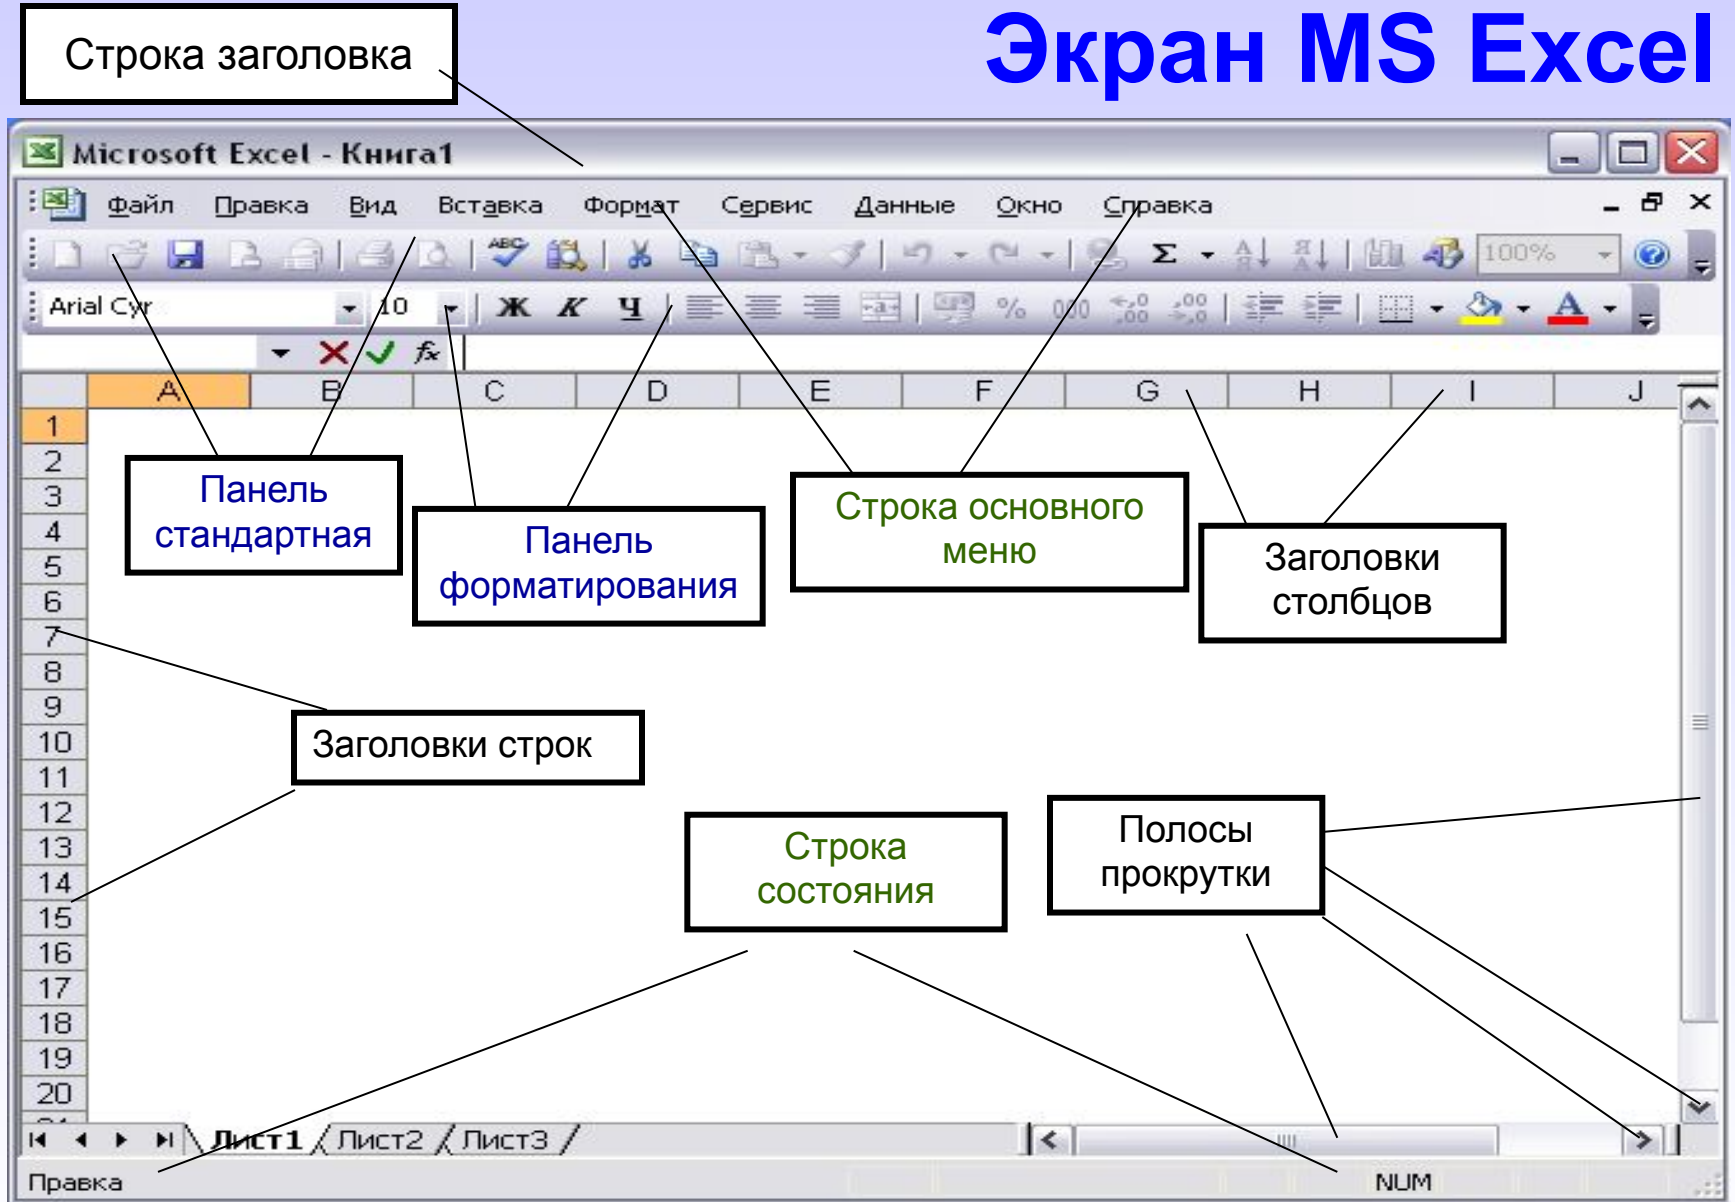 Строка заголовка
Экран MS Excel
Microsoft Excel - Книга1
Файл Правка Вид Вставка Формат Сервис Данные Окно Справка
ABC Σ 100%
Arial Cyr 10 Ж К Ч % 000 A
fx
A B C D E F G H I J
1
2
3
4
5
6
7
8
9
10
11
12
13
14
15
16
17
18
19
20
Панель
стандартная
Панель
форматирования
Строка основного
меню
Заголовки
столбцов
Заголовки строк
Строка
состояния
Полосы
прокрутки
Лист1 Лист2 Лист3
Правка NUM